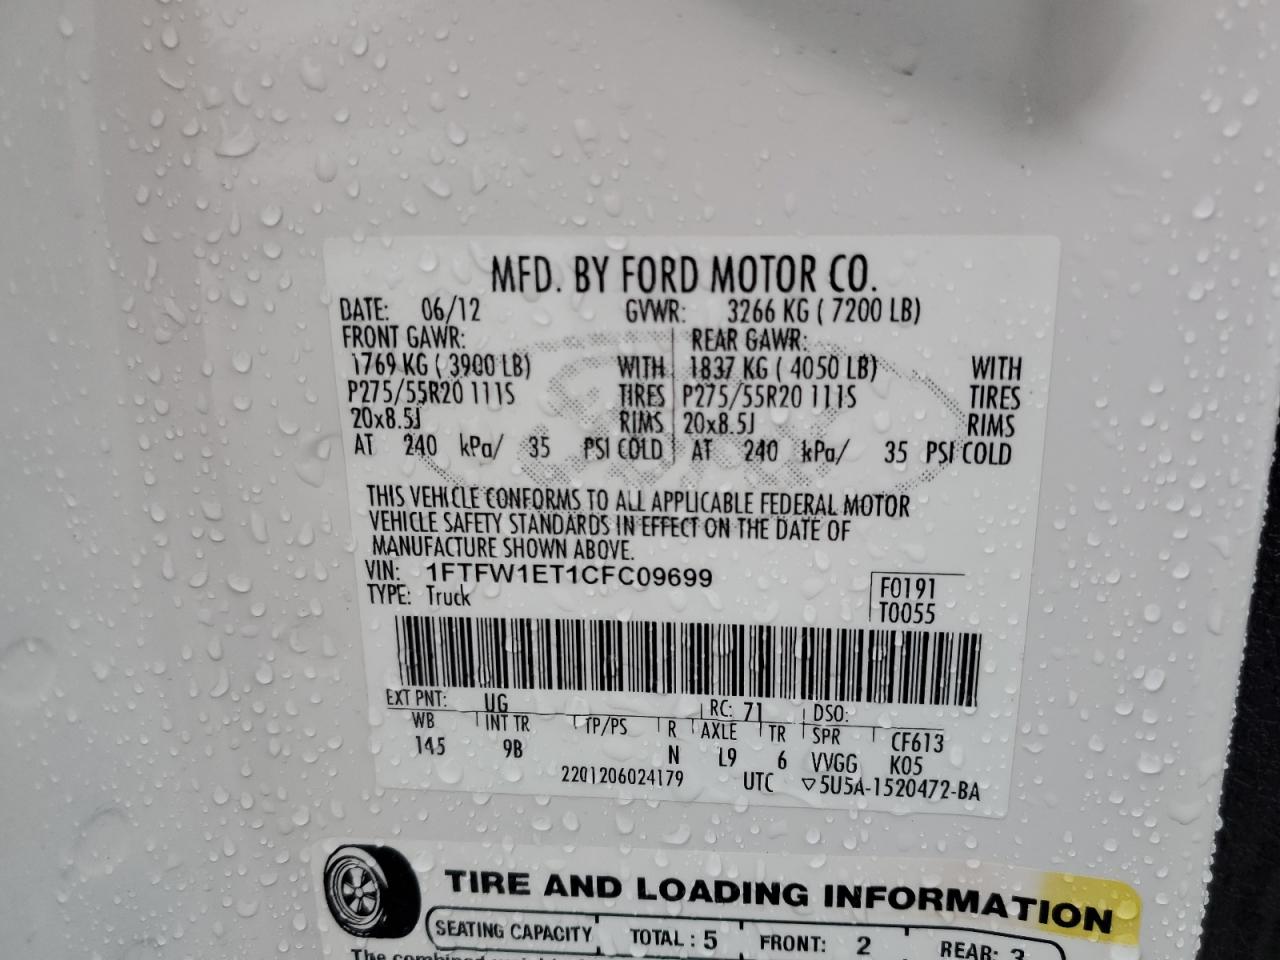 MFD. BY FORD MOTOR CO.
DATE: 06/12 GVWR: 3266 KG ( 7200 LB)
FRONT GAWR: REAR GAWR:
1769 KG ( 3900 LB) WITH 1837 KG ( 4050 LB) WITH
P275/55R20 111S TIRES P275/55R20 111S TIRES
20x8.5J RIMS 20x8.5J RIMS
AT 240 kPa/ 35 PSI COLD AT 240 kPa/ 35 PSI COLD
THIS VEHICLE CONFORMS TO ALL APPLICABLE FEDERAL MOTOR
VEHICLE SAFETY STANDARDS IN EFFECT ON THE DATE OF
MANUFACTURE SHOWN ABOVE.
VIN: 1FTFW1ET1CFC09699
TYPE: Truck
F0191
T0055
EXT PNT: UG RC: 71 DSO:
WB INT TR TP/PS R AXLE TR SPR CF613
145 9B N L9 6 VVGG K05
2201206024179 UTC ▽5U5A-1520472-BA
TIRE AND LOADING INFORMATION
SEATING CAPACITY TOTAL : 5 FRONT: 2 REAR: 3
The combined